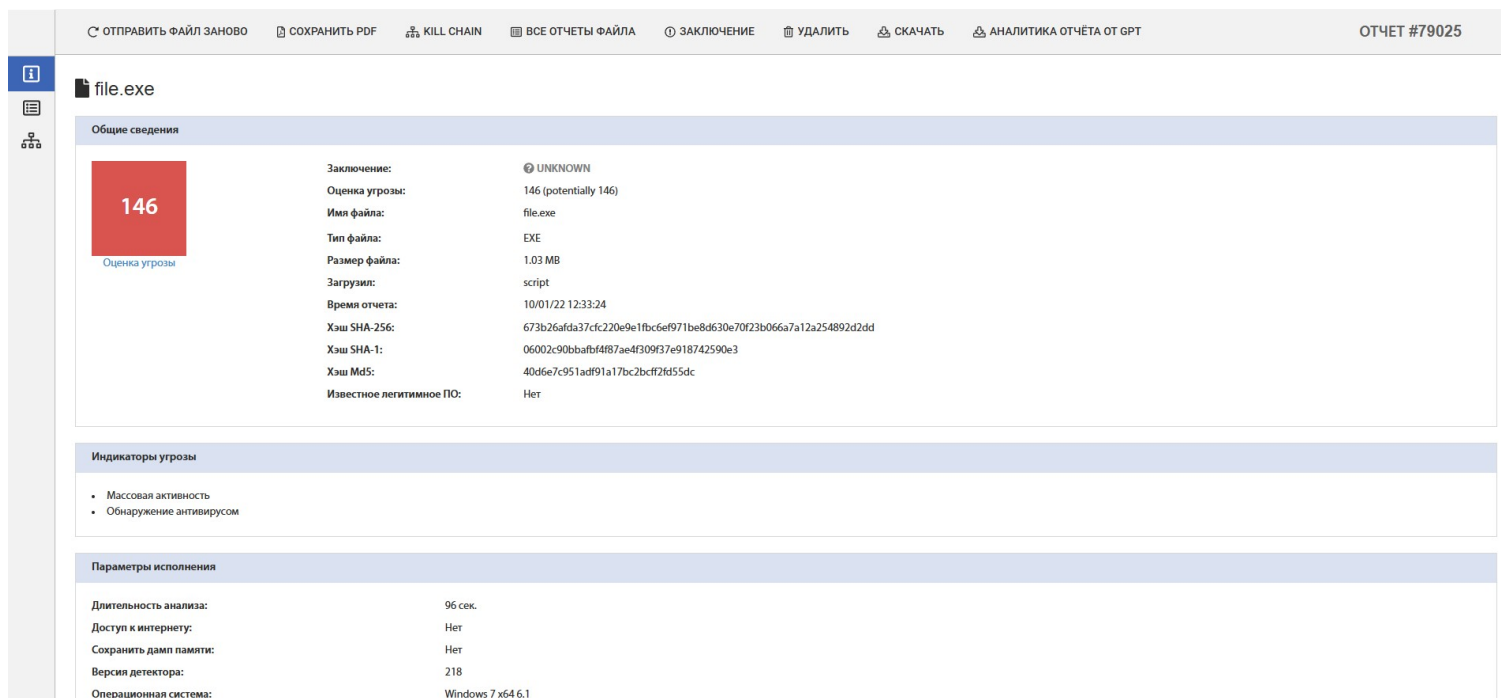 ОТПРАВИТЬ ФАЙЛ ЗАНОВО СОХРАНИТЬ PDF KILL CHAIN ВСЕ ОТЧЕТЫ ФАЙЛА ЗАКЛЮЧЕНИЕ УДАЛИТЬ СКАЧАТЬ АНАЛИТИКА ОТЧЁТА ОТ GPT ОТЧЕТ #79025
file.exe
Общие сведения
146
Оценка угрозы
Заключение: UNKNOWN
Оценка угрозы: 146 (potentially 146)
Имя файла: file.exe
Тип файла: EXE
Размер файла: 1.03 MB
Загрузил: script
Время отчета: 10/01/22 12:33:24
Хэш SHA-256: 673b26afda37cfc220e9e1fbc6ef971be8d630e70f23b066a7a12a254892d2dd
Хэш SHA-1: 06002c90bbafbf4f87ae4f309f37e918742590e3
Хэш Md5: 40d6e7c951adf91a17bc2bcff2fd55dc
Известное легитимное ПО: Нет
Индикаторы угрозы
• Массовая активность
• Обнаружение антивирусом
Параметры исполнения
Длительность анализа: 96 сек.
Доступ к интернету: Нет
Сохранить дамп памяти: Нет
Версия детектора: 218
Операционная система: Windows 7 x64 6.1